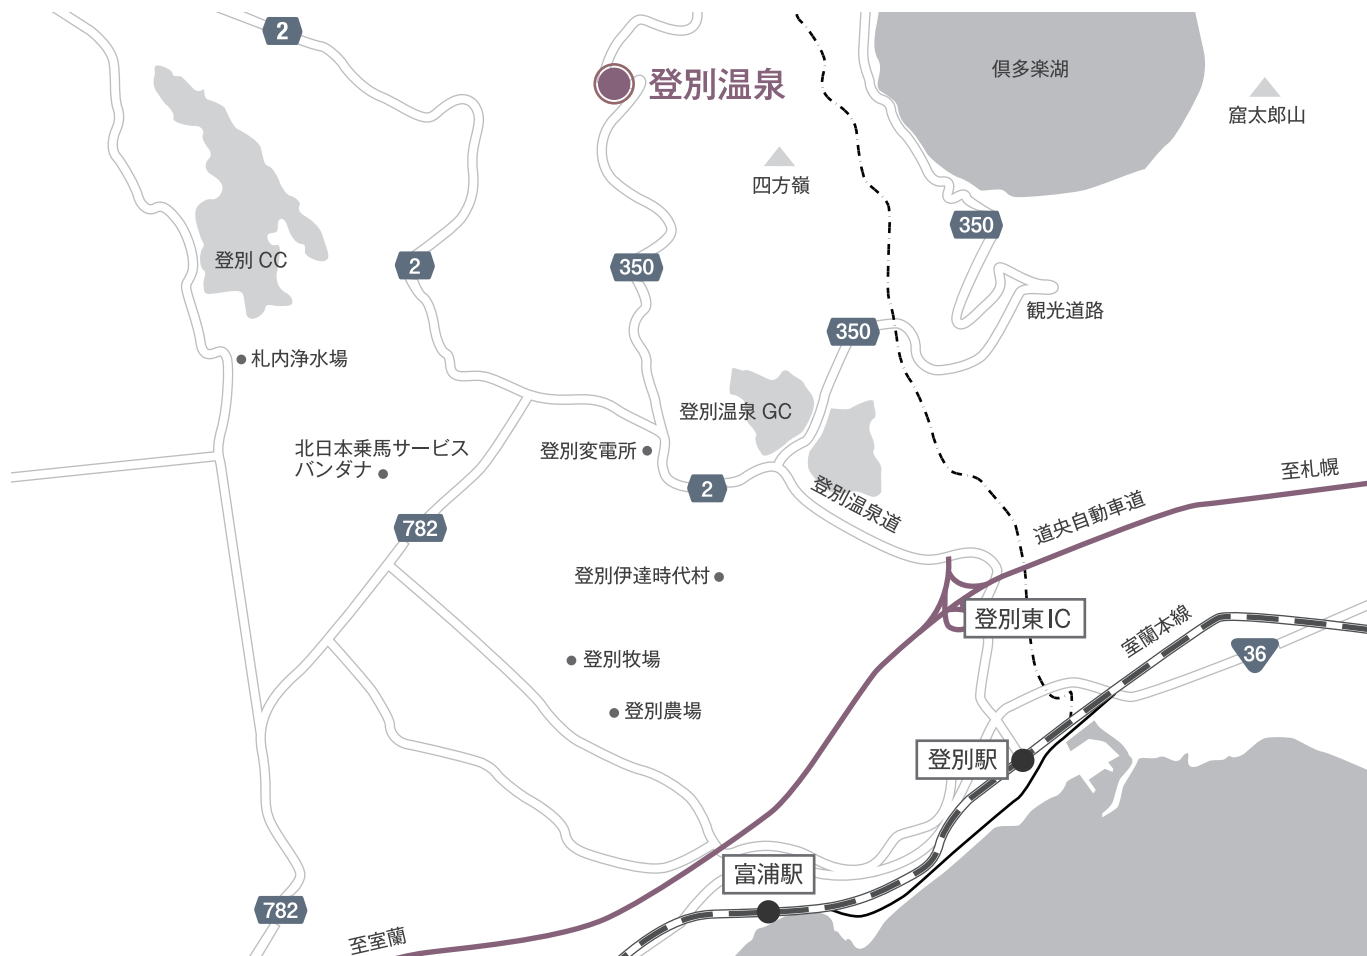 2
登別温泉
倶多楽湖
窟太郎山
四方嶺
350
登別 CC
2
350
観光道路
350
札内浄水場
登別温泉 GC
北日本乗馬サービス
バンダナ
登別変電所
2
至札幌
登別温泉道
道央自動車道
782
登別伊達時代村
登別東 IC
室蘭本線
36
登別牧場
登別農場
登別駅
富浦駅
782
至室蘭